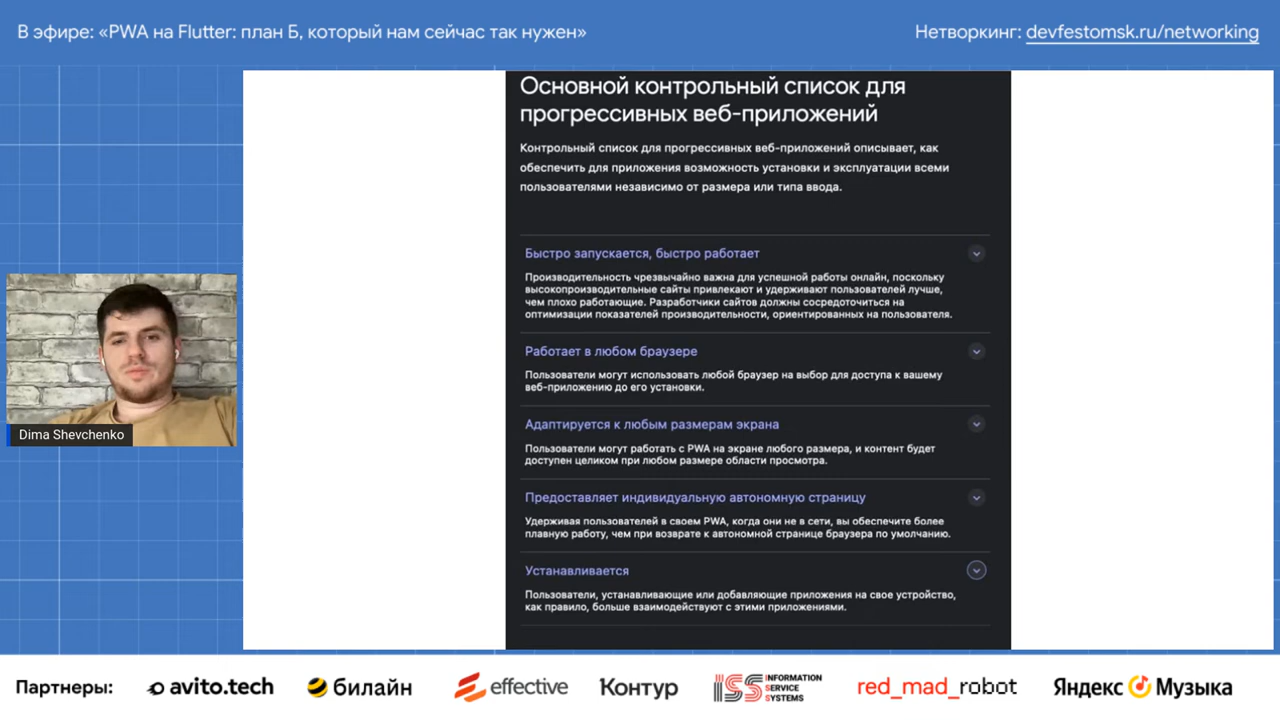 В эфире: «PWA на Flutter: план Б, который нам сейчас так нужен»
Нетворкинг: devfestomsk.ru/networking
Основной контрольный список для
прогрессивных веб-приложений
Контрольный список для прогрессивных веб-приложений описывает, как
обеспечить для приложения возможность установки и эксплуатации всеми
пользователями независимо от размера или типа ввода.
Быстро запускается, быстро работает
Производительность чрезвычайно важна для успешной работы онлайн, поскольку
высокопроизводительные сайты привлекают и удерживают пользователей лучше,
чем плохо работающие. Разработчики сайтов должны сосредоточиться на
оптимизации показателей производительности, ориентированных на пользователя.
Работает в любом браузере
Пользователи могут использовать любой браузер на выбор для доступа к вашему
веб-приложению до его установки.
Адаптируется к любым размерам экрана
Пользователи могут работать с PWA на экране любого размера, и контент будет
доступен целиком при любом размере области просмотра.
Предоставляет индивидуальную автономную страницу
Удерживая пользователей в своем PWA, когда они не в сети, вы обеспечите более
плавную работу, чем при возврате к автономной странице браузера по умолчанию.
Устанавливается
Пользователи, устанавливающие или добавляющие приложения на свое устройство,
как правило, больше взаимодействуют с этими приложениями.
Dima Shevchenko
Партнеры:
avito.tech
билайн
effective
Контур
ISS INFORMATION
SERVICE
SYSTEMS
red_mad_robot
Яндекс Музыка